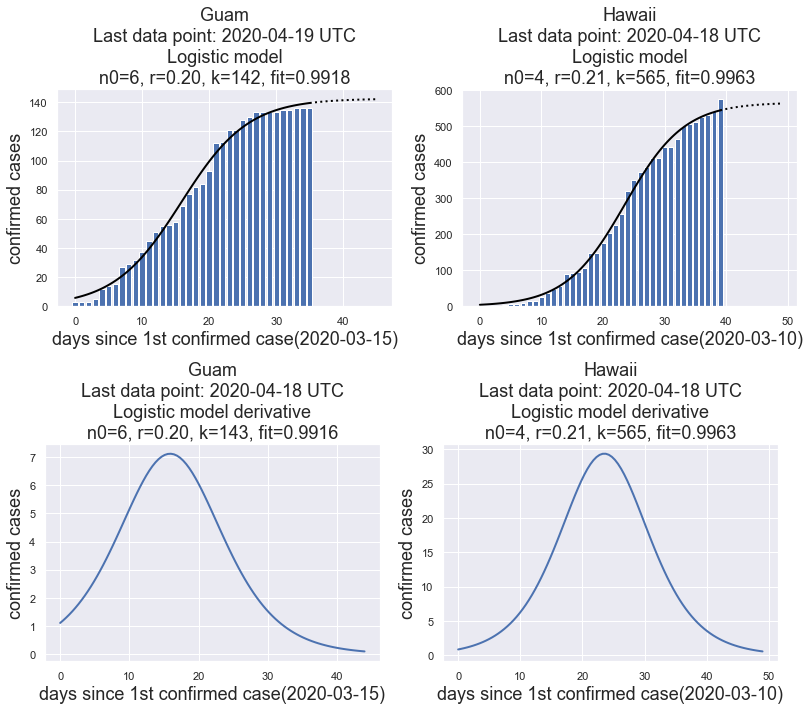 Guam
Last data point: 2020-04-19 UTC
Logistic model
n0=6, r=0.20, k=142, fit=0.9918
confirmed cases
140
120
100
80
60
40
20
0
0 10 20 30 40
days since 1st confirmed case(2020-03-15)
Hawaii
Last data point: 2020-04-18 UTC
Logistic model
n0=4, r=0.21, k=565, fit=0.9963
confirmed cases
600
500
400
300
200
100
0
0 10 20 30 40 50
days since 1st confirmed case(2020-03-10)
Guam
Last data point: 2020-04-18 UTC
Logistic model derivative
n0=6, r=0.20, k=143, fit=0.9916
confirmed cases
7
6
5
4
3
2
1
0
0 10 20 30 40
days since 1st confirmed case(2020-03-15)
Hawaii
Last data point: 2020-04-18 UTC
Logistic model derivative
n0=4, r=0.21, k=565, fit=0.9963
confirmed cases
30
25
20
15
10
5
0
0 10 20 30 40 50
days since 1st confirmed case(2020-03-10)